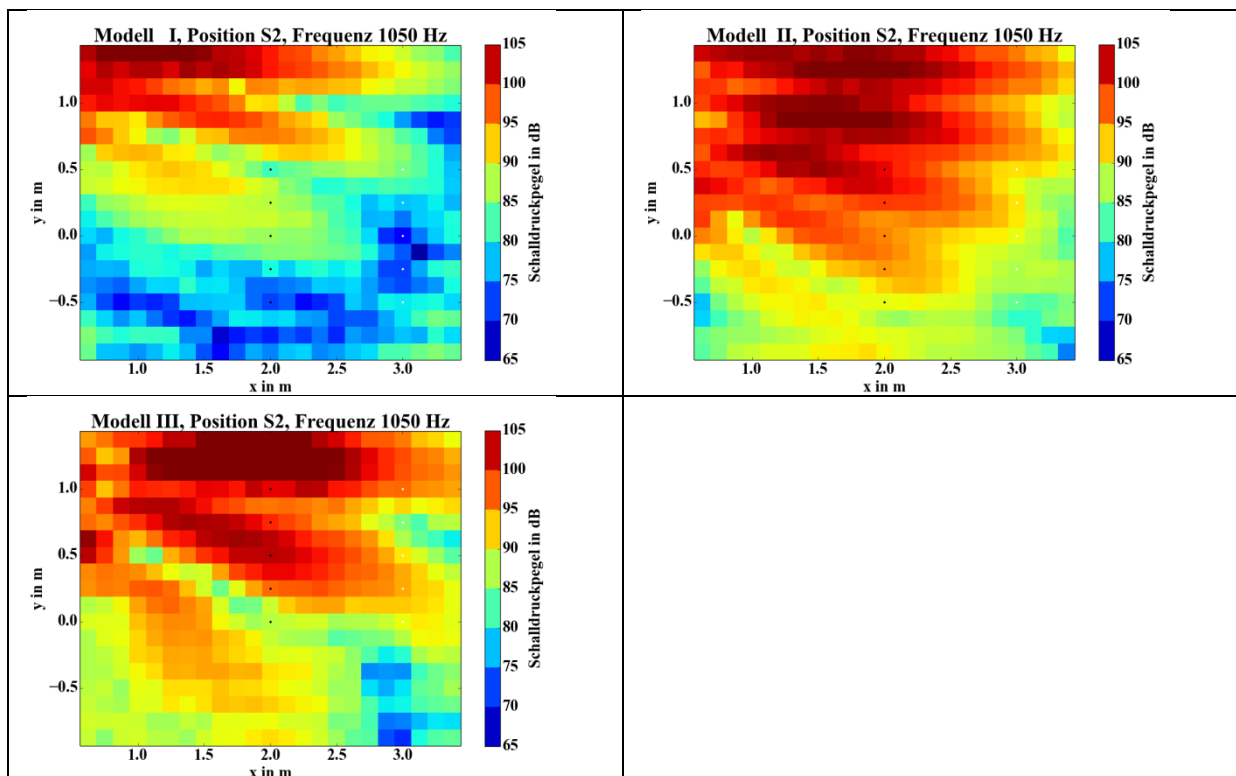 Modell I, Position S2, Frequenz 1050 Hz
1.0
0.5
0.0
−0.5
y in m
1.0 1.5 2.0 2.5 3.0
x in m
105
100
95
90
85
80
75
70
65
Schalldruckpegel in dB
Modell II, Position S2, Frequenz 1050 Hz
1.0
0.5
0.0
−0.5
y in m
1.0 1.5 2.0 2.5 3.0
x in m
105
100
95
90
85
80
75
70
65
Schalldruckpegel in dB
Modell III, Position S2, Frequenz 1050 Hz
1.0
0.5
0.0
−0.5
y in m
1.0 1.5 2.0 2.5 3.0
x in m
105
100
95
90
85
80
75
70
65
Schalldruckpegel in dB